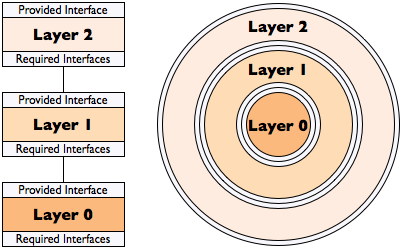 Provided Interface
Layer 2
Required Interfaces
Provided Interface
Layer 1
Required Interfaces
Provided Interface
Layer 0
Required Interfaces
Layer 2
Layer 1
Layer 0